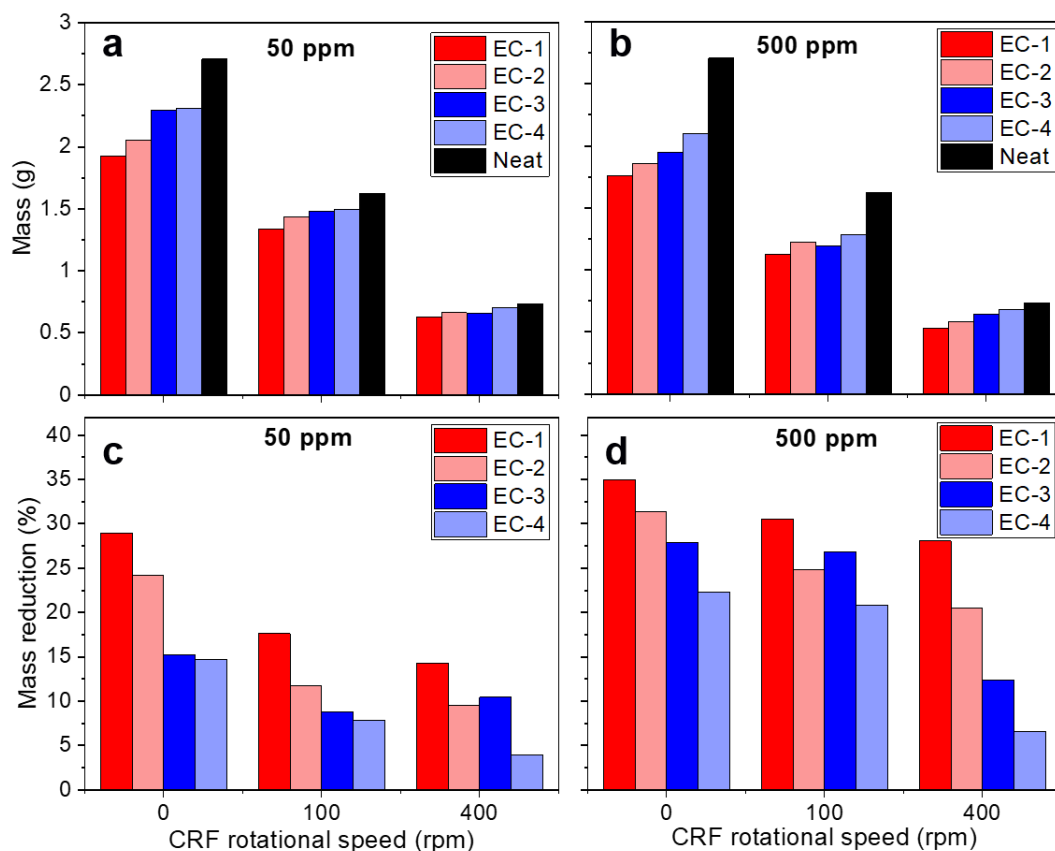 a
50 ppm
EC-1
EC-2
EC-3
EC-4
Neat
Mass (g)
3
2.5
2
1.5
1
0.5
0
b
500 ppm
EC-1
EC-2
EC-3
EC-4
Neat
c
50 ppm
EC-1
EC-2
EC-3
EC-4
Mass reduction (%)
40
35
30
25
20
15
10
5
0
0 100 400
CRF rotational speed (rpm)
d
500 ppm
EC-1
EC-2
EC-3
EC-4
0 100 400
CRF rotational speed (rpm)